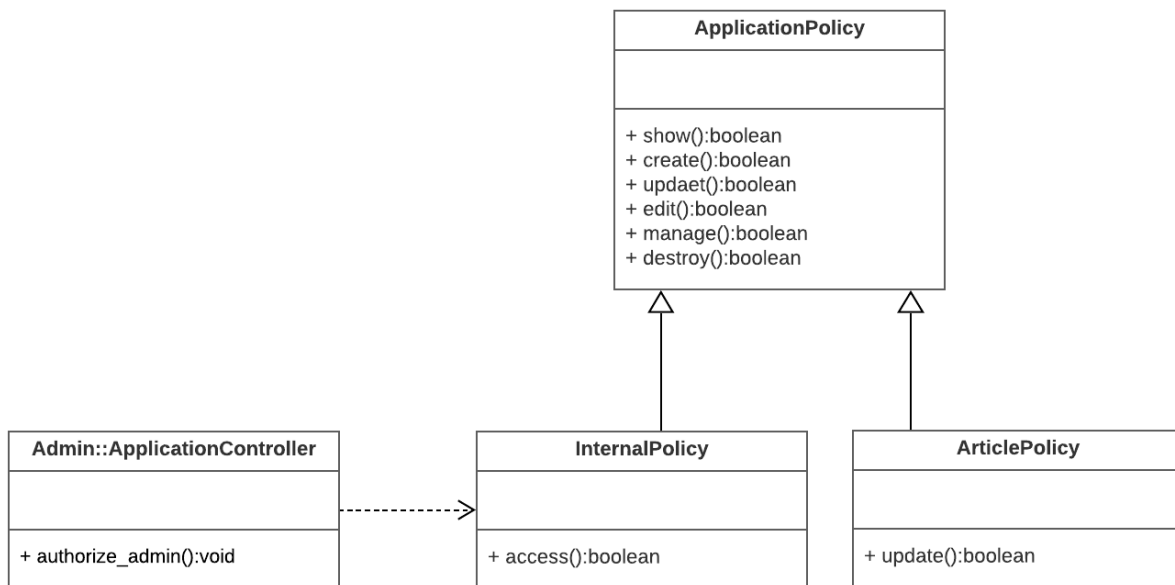 ApplicationPolicy
+ show():boolean
+ create():boolean
+ updaet():boolean
+ edit():boolean
+ manage():boolean
+ destroy():boolean
Admin::ApplicationController
+ authorize_admin():void
InternalPolicy
+ access():boolean
ArticlePolicy
+ update():boolean